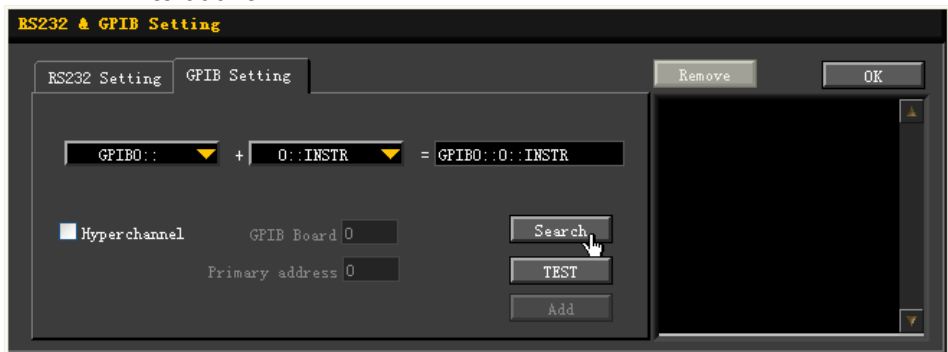 RS232 & GPIB Setting
RS232 Setting GPIB Setting Remove OK
GPIB0:: + 0::INSTR = GPIB0::0::INSTR
Hyperchannel GPIB Board 0 Search
Primary address 0 TEST
Add